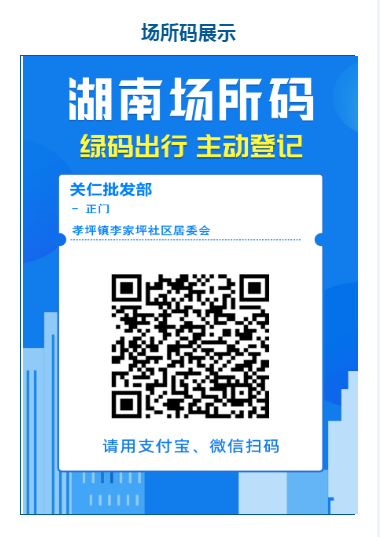 场所码展示
湖南场所码
绿码出行 主动登记
关仁批发部
- 正门
孝坪镇李家坪社区居委会
请用支付宝、微信扫码